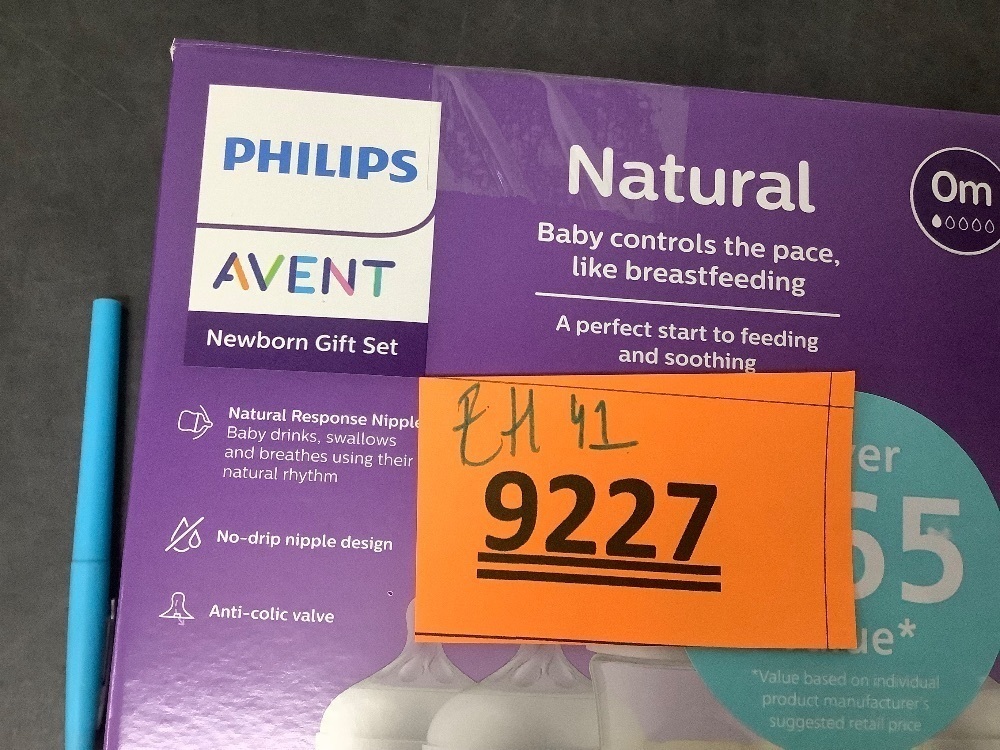 PHILIPS
AVENT
Newborn Gift Set
Natural
Baby controls the pace,
like breastfeeding
A perfect start to feeding
and soothing
0m
Natural Response Nipple
Baby drinks, swallows
and breathes using their
natural rhythm
No-drip nipple design
Anti-colic valve
EH 41
9227
*Value based on individual
product manufacturer's
suggested retail price